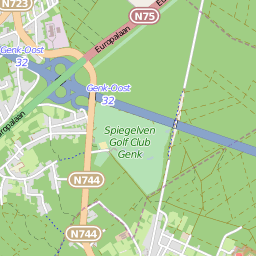 N723
N75
Europalaan
E
Genk-Oost
32
Genk-Oost
32
Europalaan
Spiegelven
Golf Club
Genk
N744
N744